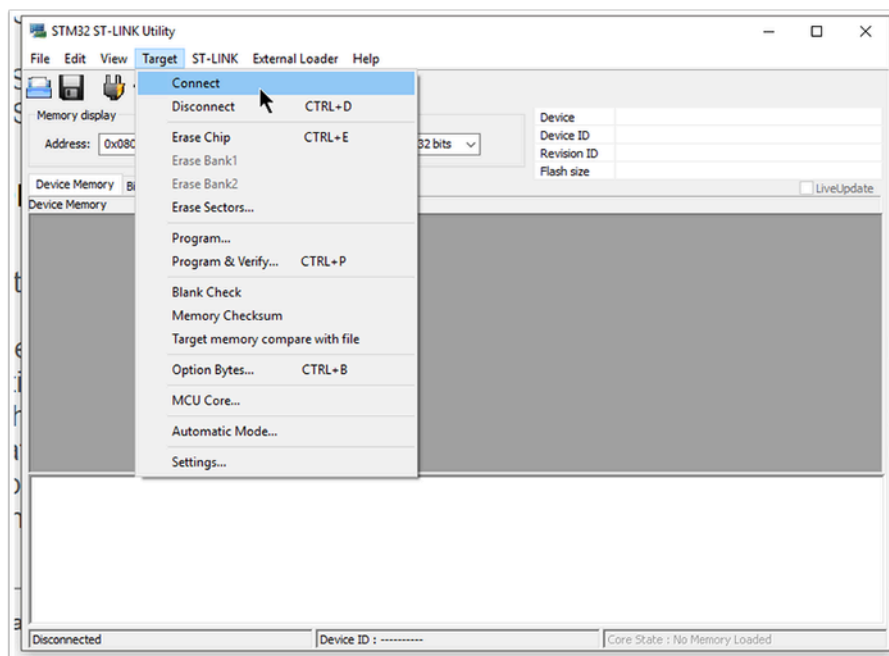 STM32 ST-LINK Utility
File Edit View Target ST-LINK External Loader Help
Connect
Disconnect CTRL+D
Erase Chip CTRL+E
Erase Bank1
Erase Bank2
Erase Sectors...
Program...
Program & Verify... CTRL+P
Blank Check
Memory Checksum
Target memory compare with file
Option Bytes... CTRL+B
MCU Core...
Automatic Mode...
Settings...
Memory display
Address: 0x080
32 bits
Device
Device ID
Revision ID
Flash size
LiveUpdate
Device Memory Bi
Device Memory
Disconnected
Device ID : ----------
Core State : No Memory Loaded